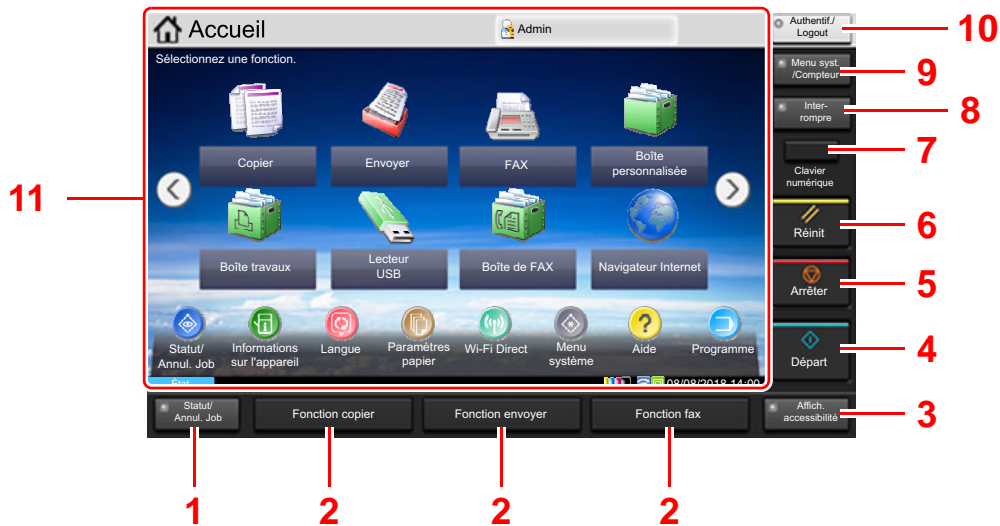 Accueil
Admin
Authentif./
Logout
10
Sélectionnez une fonction.
Menu syst.
/Compteur
9
Inter-
rompre
8
Copier
Envoyer
FAX
Boîte
personnalisée
7
Clavier
numérique
11
Réinit
6
Boîte travaux
Lecteur
USB
Boîte de FAX
Navigateur Internet
Arrêter
5
Statut/
Annul. Job
Informations
sur l'appareil
Langue
Paramètres
papier
Wi-Fi Direct
Menu
système
?
Aide
Programme
Départ
4
État
08/08/2018 14:00
Statut/
Annul. Job
Fonction copier
Fonction envoyer
Fonction fax
Affich.
accessibilité
3
1
2
2
2